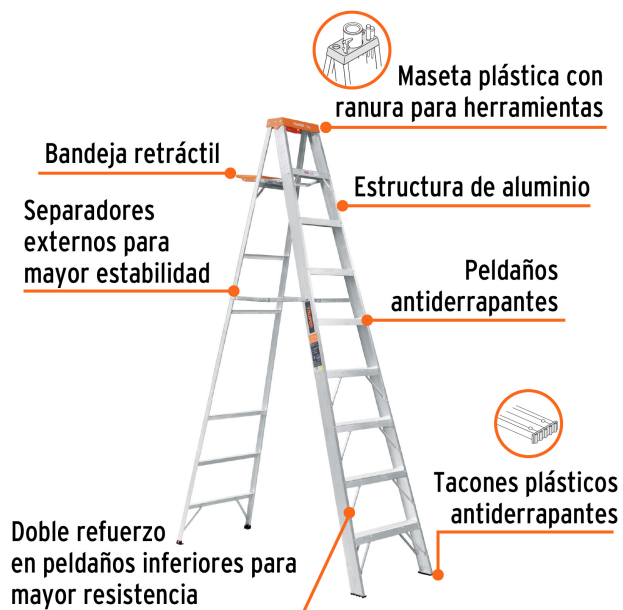 Maseta plástica con
ranura para herramientas
Bandeja retráctil
Estructura de aluminio
Separadores
externos para
mayor estabilidad
Peldaños
antiderrapantes
Tacones plásticos
antiderrapantes
Doble refuerzo
en peldaños inferiores para
mayor resistencia